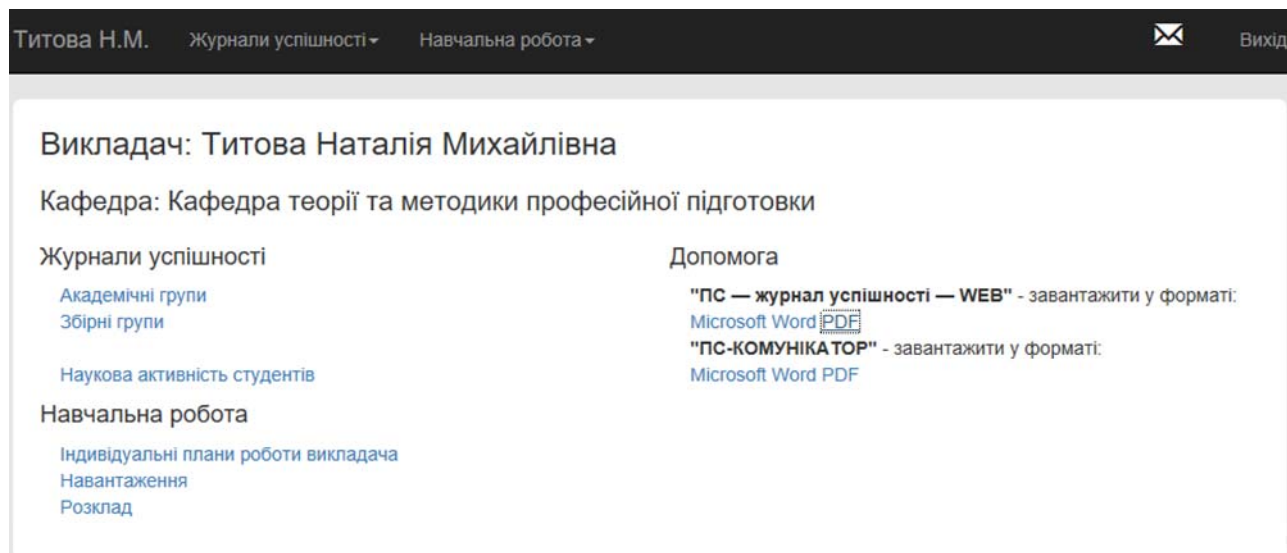 Титова Н.М. Журнали успішності Навчальна робота Вихід
Викладач: Титова Наталія Михайлівна
Кафедра: Кафедра теорії та методики професійної підготовки
Журнали успішності
Академічні групи
Збірні групи
Наукова активність студентів
Навчальна робота
Індивідуальні плани роботи викладача
Навантаження
Розклад
Допомога
"ПС — журнал успішності — WEB" - завантажити у форматі:
Microsoft Word PDF
"ПС-КОМУНІКАТОР" - завантажити у форматі:
Microsoft Word PDF